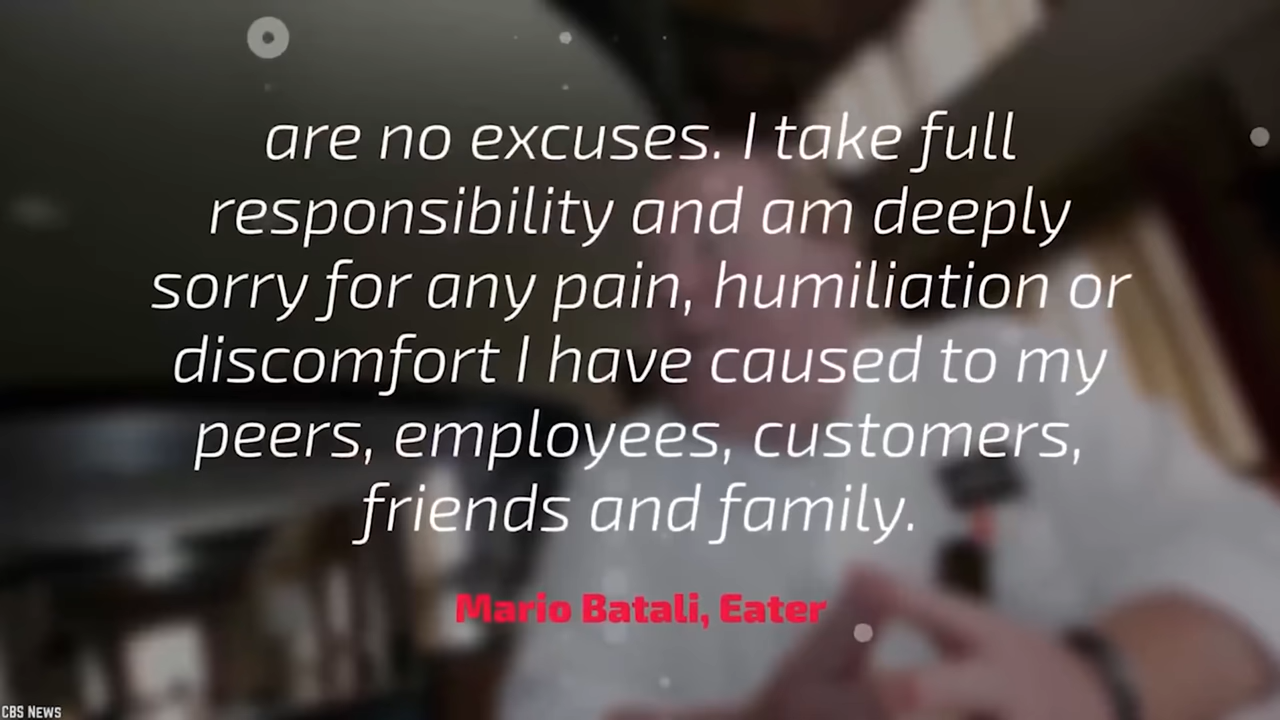 are no excuses. I take full
responsibility and am deeply
sorry for any pain, humiliation or
discomfort I have caused to my
peers, employees, customers,
friends and family.
Mario Batali, Eater
CBS News